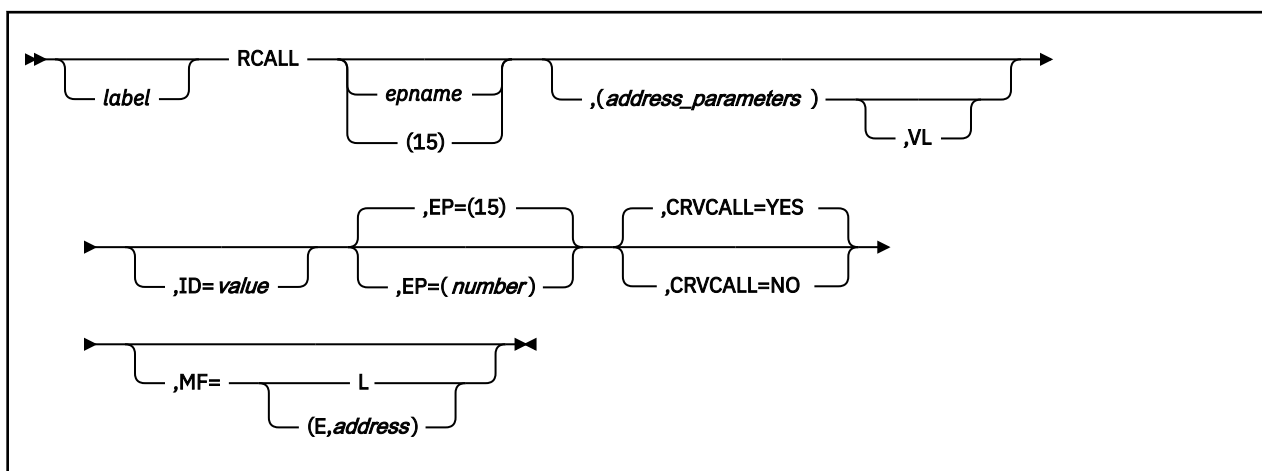 RCALL
label
epname
(15)
,(address_parameters )
,VL
,ID=value
,EP=(15)
,EP=(number)
,CRVCALL=YES
,CRVCALL=NO
,MF=
L
(E,address)